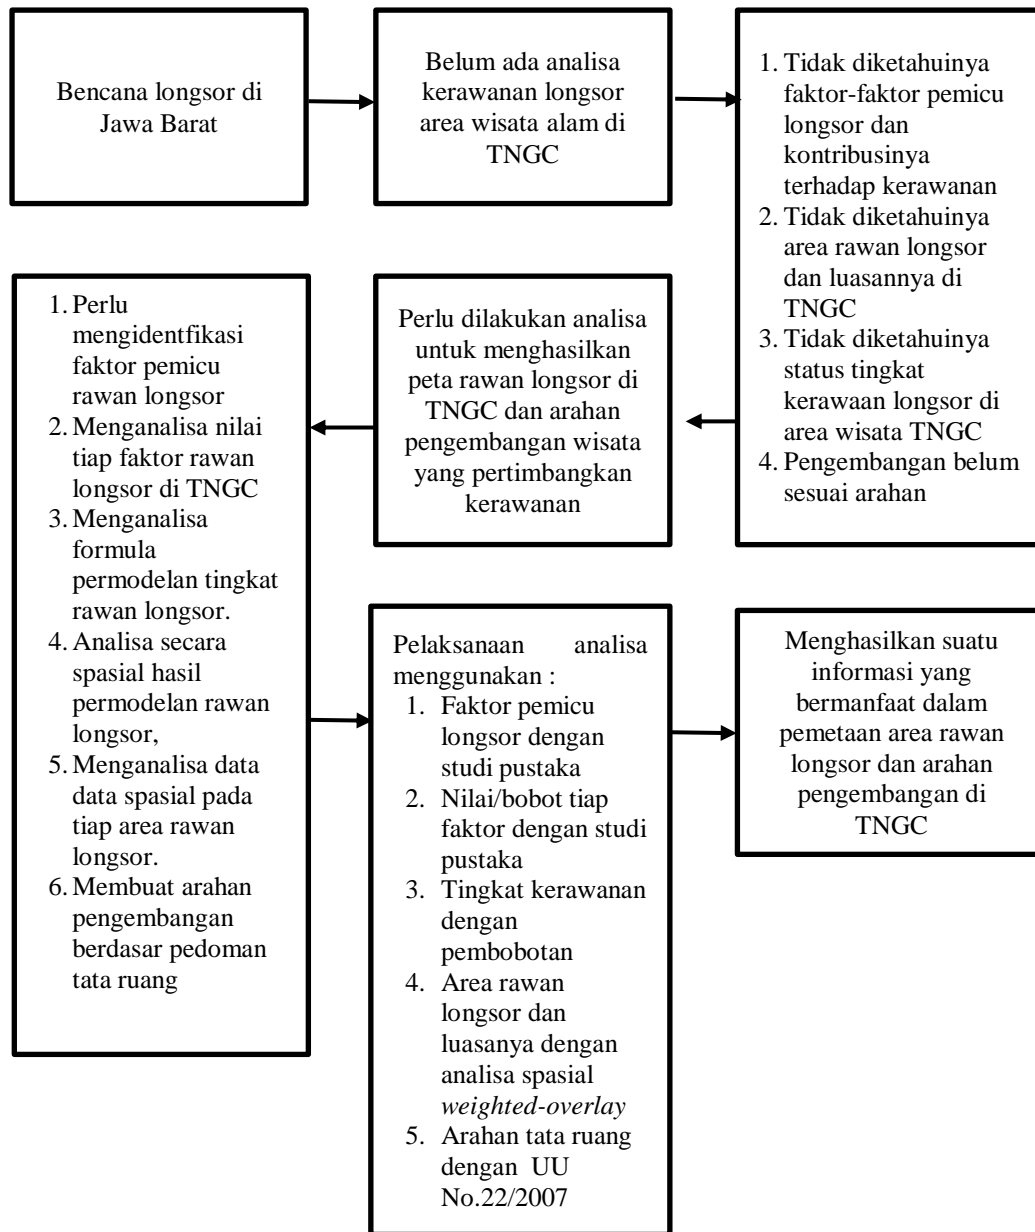 Bencana longsor di
Jawa Barat
Belum ada analisa
kerawanan longsor
area wisata alam di
TNGC
1. Tidak diketahuinya
faktor-faktor pemicu
longsor dan
kontribusinya
terhadap kerawanan
2. Tidak diketahuinya
area rawan longsor
dan luasannya di
TNGC
3. Tidak diketahuinya
status tingkat
kerawaan longsor di
area wisata TNGC
4. Pengembangan belum
sesuai arahan
Perlu dilakukan analisa
untuk menghasilkan
peta rawan longsor di
TNGC dan arahan
pengembangan wisata
yang pertimbangkan
kerawanan
1. Perlu
mengidentfikasi
faktor pemicu
rawan longsor
2. Menganalisa nilai
tiap faktor rawan
longsor di TNGC
3. Menganalisa
formula
permodelan tingkat
rawan longsor.
4. Analisa secara
spasial hasil
permodelan rawan
longsor,
5. Menganalisa data
data spasial pada
tiap area rawan
longsor.
6. Membuat arahan
pengembangan
berdasar pedoman
tata ruang
Pelaksanaan analisa
menggunakan :
1. Faktor pemicu
longsor dengan
studi pustaka
2. Nilai/bobot tiap
faktor dengan studi
pustaka
3. Tingkat kerawanan
dengan
pembobotan
4. Area rawan
longsor dan
luasanya dengan
analisa spasial
weighted-overlay
5. Arahan tata ruang
dengan UU
No.22/2007
Menghasilkan suatu
informasi yang
bermanfaat dalam
pemetaan area rawan
longsor dan arahan
pengembangan di
TNGC